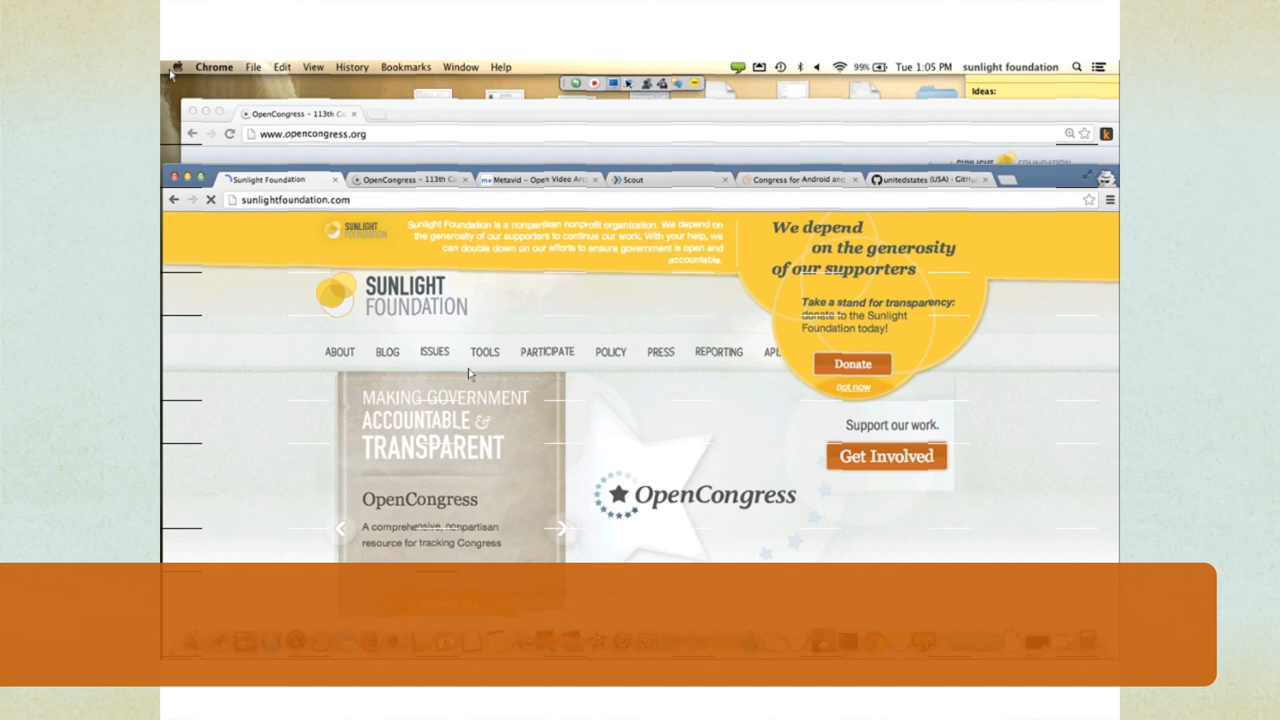 Chrome File Edit View History Bookmarks Window Help 99% Tue 1:05 PM sunlight foundation
Ideas:
OpenCongress – 113th Co
www.opencongress.org
SUNLIGHT FOUNDATION
Sunlight Foundation OpenCongress – 113th Co Metavid – Open Video Arc Scout Congress for Android and unitedstates (USA) · GitHu
sunlightfoundation.com
SUNLIGHT
FOUNDATION
Sunlight Foundation is a nonpartisan nonprofit organization. We depend on
the generosity of our supporters to continue our work. With your help, we
can double down on our efforts to ensure government is open and
accountable.
We depend
on the generosity
of our supporters
Take a stand for transparency:
donate to the Sunlight
Foundation today!
Donate
not now
SUNLIGHT
FOUNDATION
ABOUT BLOG ISSUES TOOLS PARTICIPATE POLICY PRESS REPORTING
MAKING GOVERNMENT
ACCOUNTABLE &
TRANSPARENT
OpenCongress
A comprehensive, nonpartisan
resource for tracking Congress
OpenCongress
Support our work.
Get Involved